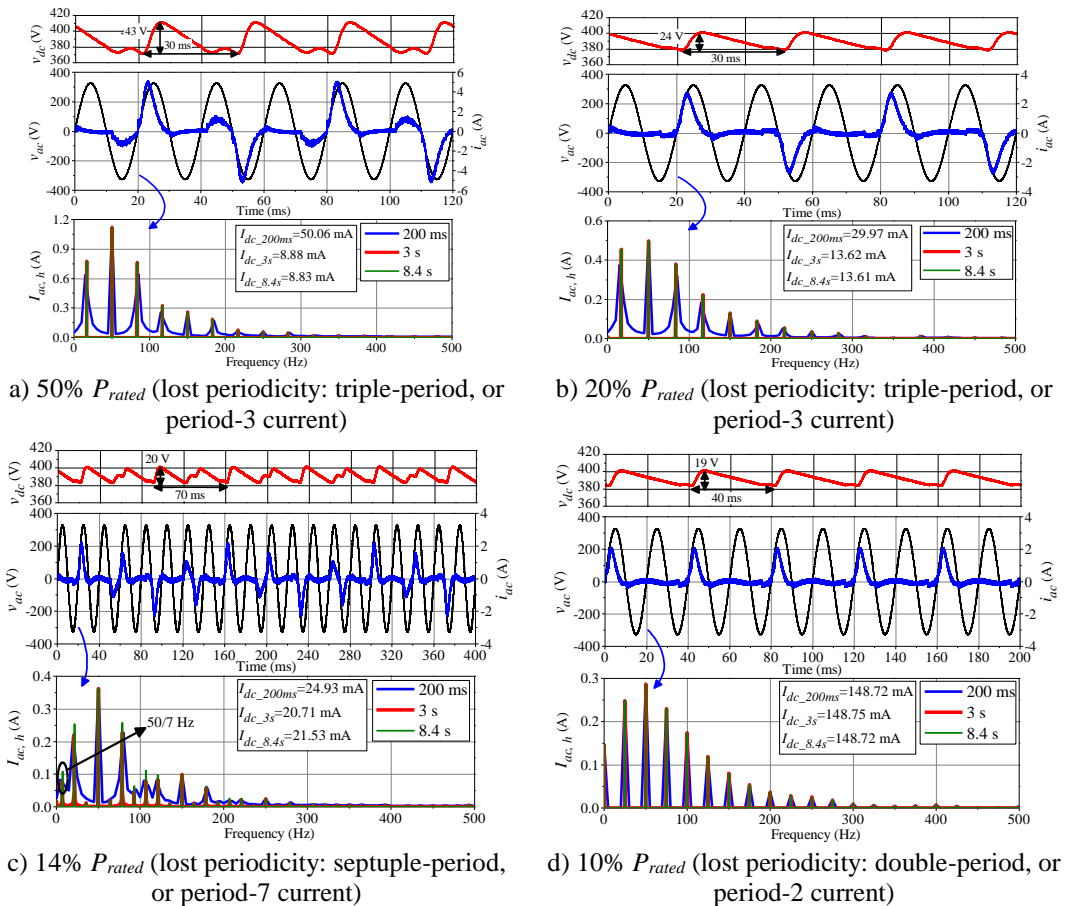 420
400
380
360
v_dc (V)
43 V
30 ms
400
200
0
-200
-400
v_ac (V)
6
4
2
0
-2
-4
-6
i_ac (A)
0 20 40 60 80 100 120
Time (ms)
1.2
0.9
0.6
0.3
0.0
I_ac, h (A)
I_dc_200ms=50.06 mA
I_dc_3s=8.88 mA
I_dc_8.4s=8.83 mA
200 ms
3 s
8.4 s
0 100 200 300 400 500
Frequency (Hz)
a) 50% P_rated (lost periodicity: triple-period, or
period-3 current)
420
400
380
360
v_dc (V)
24 V
30 ms
400
200
0
-200
-400
v_ac (V)
4
2
0
-2
-4
i_ac (A)
0 20 40 60 80 100 120
Time (ms)
0.6
0.4
0.2
0.0
I_ac, h (A)
I_dc_200ms=29.97 mA
I_dc_3s=13.62 mA
I_dc_8.4s=13.61 mA
200 ms
3 s
8.4 s
0 100 200 300 400 500
Frequency (Hz)
b) 20% P_rated (lost periodicity: triple-period, or
period-3 current)
420
400
380
360
v_dc (V)
20 V
70 ms
400
200
0
-200
-400
v_ac (V)
4
2
0
-2
-4
i_ac (A)
0 40 80 120 160 200 240 280 320 360 400
Time (ms)
0.4
0.3
0.2
0.1
0.0
I_ac, h (A)
50/7 Hz
I_dc_200ms=24.93 mA
I_dc_3s=20.71 mA
I_dc_8.4s=21.53 mA
200 ms
3 s
8.4 s
0 100 200 300 400 500
Frequency (Hz)
c) 14% P_rated (lost periodicity: septuple-period,
or period-7 current)
420
400
380
360
v_dc (V)
19 V
40 ms
400
200
0
-200
-400
v_ac (V)
4
2
0
-2
-4
i_ac (A)
0 20 40 60 80 100 120 140 160 180 200
Time (ms)
0.3
0.2
0.1
0.0
I_ac, h (A)
I_dc_200ms=148.72 mA
I_dc_3s=148.75 mA
I_dc_8.4s=148.72 mA
200 ms
3 s
8.4 s
0 100 200 300 400 500
Frequency (Hz)
d) 10% P_rated (lost periodicity: double-period, or
period-2 current)